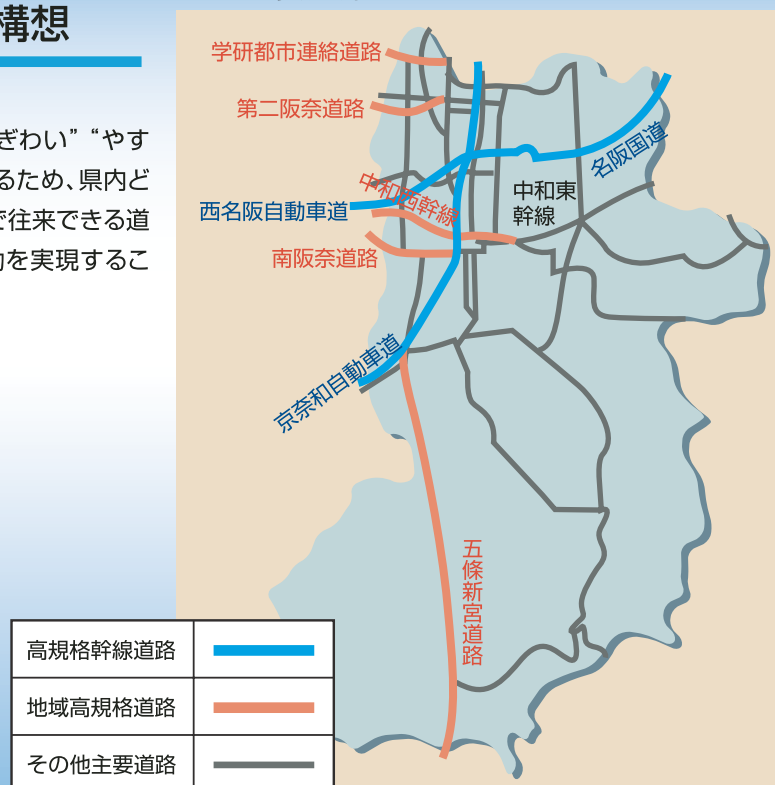 構想
ぎわい” “やす
るため、県内ど
で往来できる道
を実現するこ
学研都市連絡道路
第二阪奈道路
名阪国道
中和西幹線
西名阪自動車道
中和東
幹線
南阪奈道路
京奈和自動車道
五條新宮道路
高規格幹線道路
地域高規格道路
その他主要道路